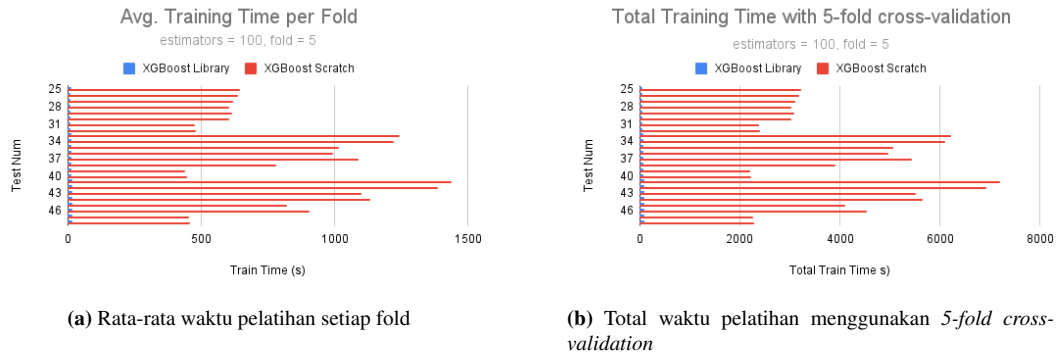 Avg. Training Time per Fold
estimators = 100, fold = 5
XGBoost Library XGBoost Scratch
25
28
31
34
37
40
43
46
Test Num
0 500 1000 1500
Train Time (s)
(a) Rata-rata waktu pelatihan setiap fold
Total Training Time with 5-fold cross-validation
estimators = 100, fold = 5
XGBoost Library XGBoost Scratch
25
28
31
34
37
40
43
46
Test Num
0 2000 4000 6000 8000
Total Train Time s)
(b) Total waktu pelatihan menggunakan 5-fold cross-
validation